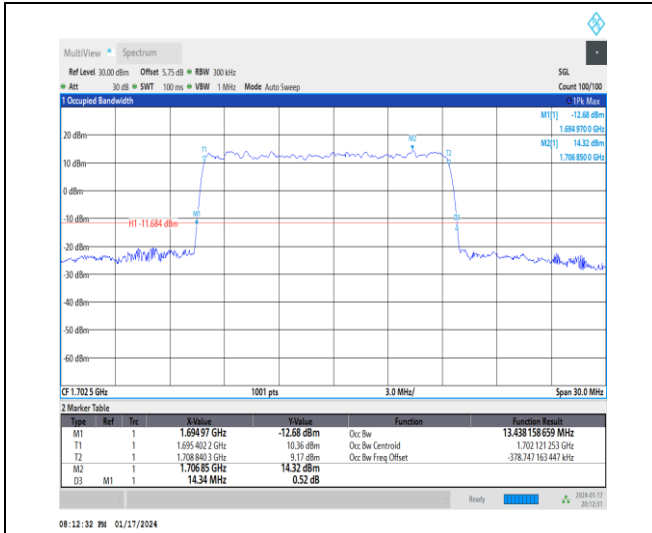 MultiView Spectrum
Ref Level 30.00 dBm Offset 5.75 dB RBW 300 kHz SGL
Att 30 dB SWT 100 ms VBW 1 MHz Mode Auto Sweep Count 100/100
1 Occupied Bandwidth 1Pk Max
M1[1] -12.68 dBm
1.694 970 0 GHz
M2[1] 14.32 dBm
1.706 850 0 GHz
20 dBm
M2
T1 T2
10 dBm
0 dBm
-10 dBm
M1 D3
H1 -11.684 dBm
-20 dBm
-30 dBm
-40 dBm
-50 dBm
-60 dBm
CF 1.702 5 GHz 1001 pts 3.0 MHz/ Span 30.0 MHz
2 Marker Table
Type Ref Trc X-Value Y-Value Function Function Result
M1 1 1.694 97 GHz -12.68 dBm Occ Bw 13.438 158 659 MHz
T1 1 1.695 402 2 GHz 10.36 dBm Occ Bw Centroid 1.702 121 253 GHz
T2 1 1.708 840 3 GHz 9.17 dBm Occ Bw Freq Offset -378.747 163 447 kHz
M2 1 1.706 85 GHz 14.32 dBm
D3 M1 1 14.34 MHz 0.52 dB
Ready 2024-01-17
20:12:31
08:12:32 PM 01/17/2024